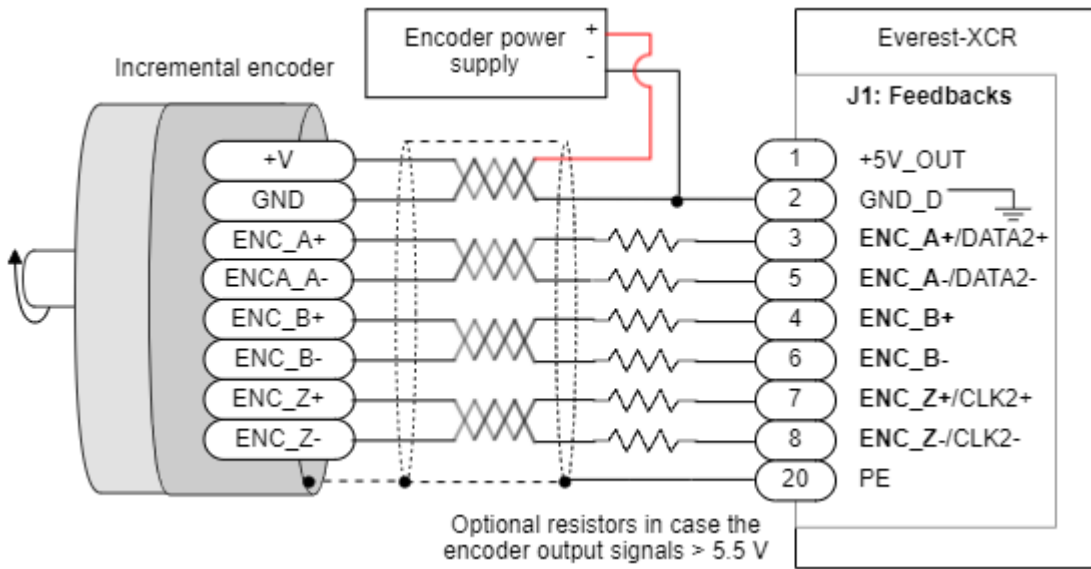 Encoder power
supply
+
-
Everest-XCR
Incremental encoder
J1: Feedbacks
+V
1
+5V_OUT
GND
2
GND_D
ENC_A+
3
ENC_A+/DATA2+
ENCA_A-
5
ENC_A-/DATA2-
ENC_B+
4
ENC_B+
ENC_B-
6
ENC_B-
ENC_Z+
7
ENC_Z+/CLK2+
ENC_Z-
8
ENC_Z-/CLK2-
20
PE
Optional resistors in case the
encoder output signals > 5.5 V